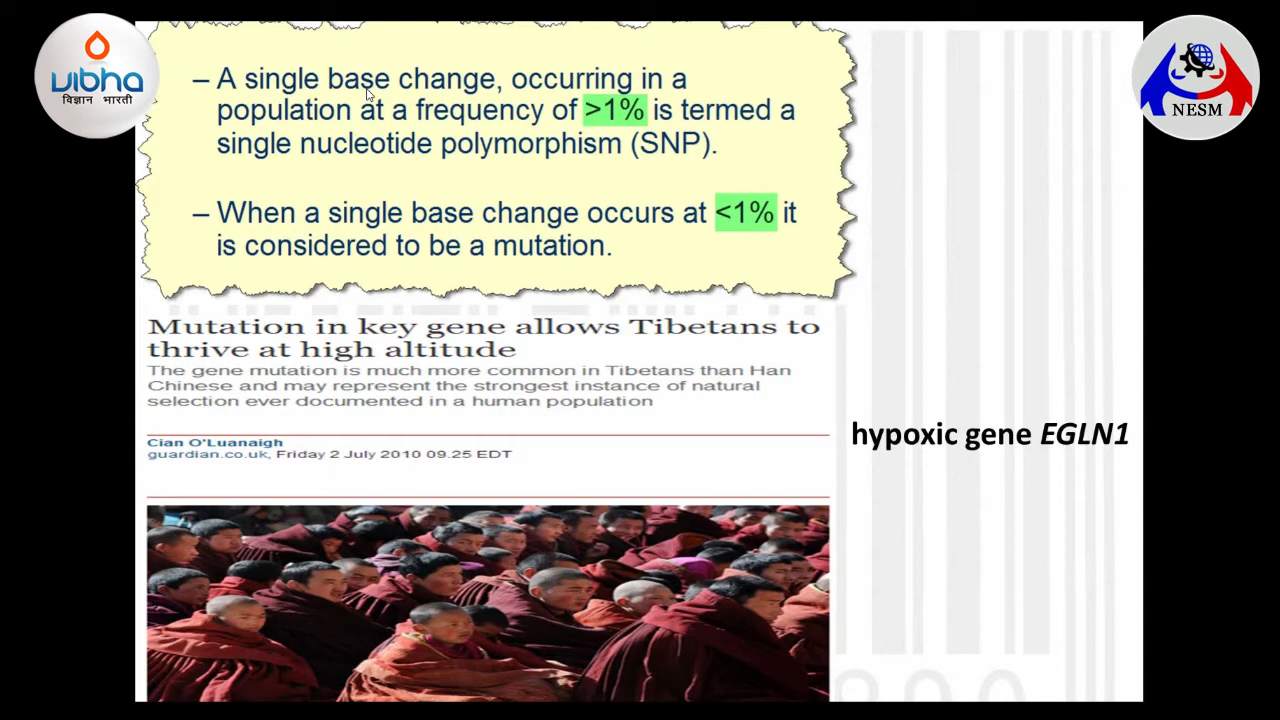 VIBHA
विज्ञान भारती
NESM
– A single base change, occurring in a
population at a frequency of >1% is termed a
single nucleotide polymorphism (SNP).
– When a single base change occurs at <1% it
is considered to be a mutation.
Mutation in key gene allows Tibetans to
thrive at high altitude
The gene mutation is much more common in Tibetans than Han
Chinese and may represent the strongest instance of natural
selection ever documented in a human population
Cian O'Luanaigh
guardian.co.uk, Friday 2 July 2010 09.25 EDT
hypoxic gene EGLN1